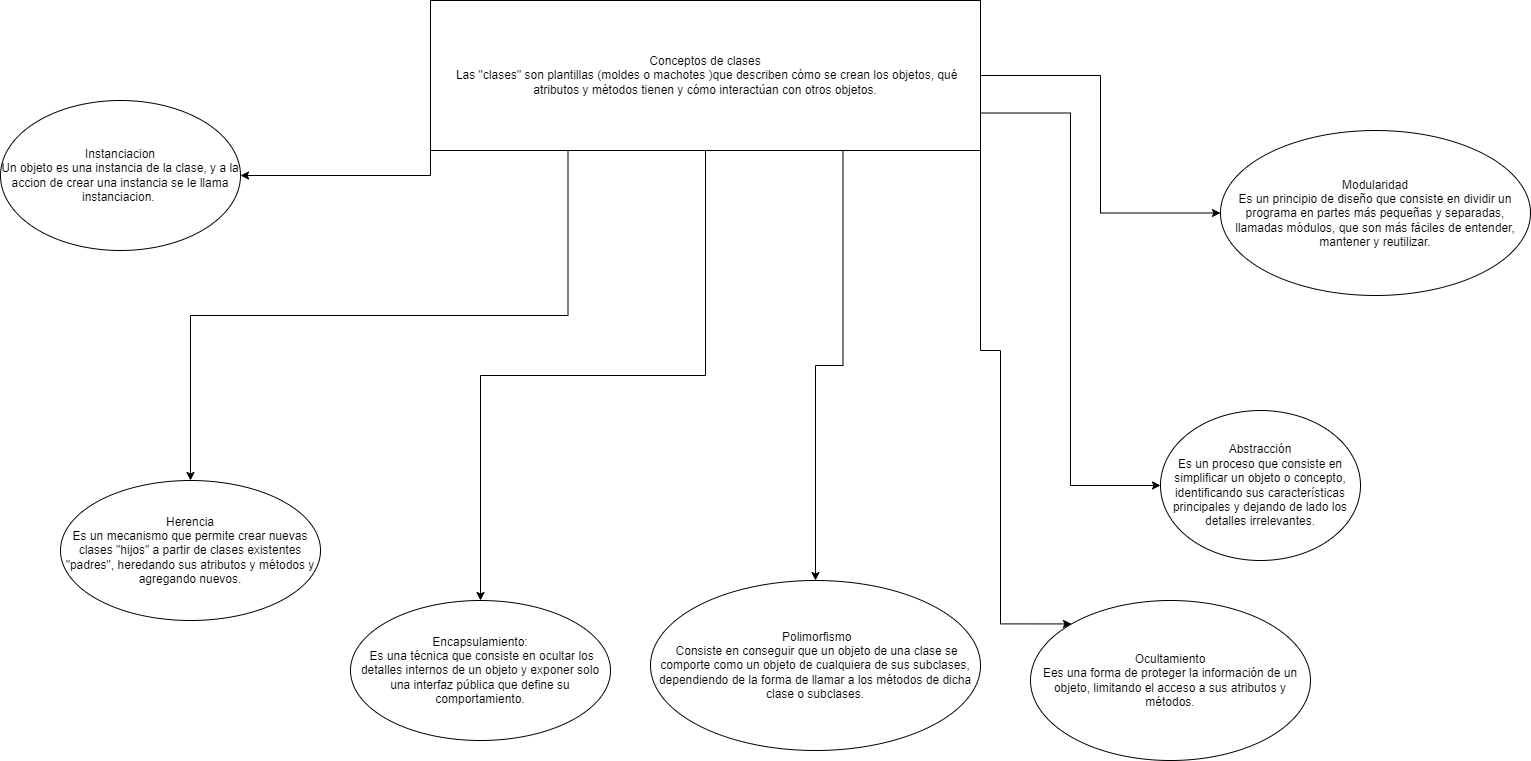 Conceptos de clases
Las "clases" son plantillas (moldes o machotes )que describen cómo se crean los objetos, qué
atributos y métodos tienen y cómo interactúan con otros objetos.
Instanciacion
Un objeto es una instancia de la clase, y a la
accion de crear una instancia se le llama
instanciacion.
Modularidad
Es un principio de diseño que consiste en dividir un
programa en partes más pequeñas y separadas,
llamadas módulos, que son más fáciles de entender,
mantener y reutilizar.
Abstracción
Es un proceso que consiste en
simplificar un objeto o concepto,
identificando sus características
principales y dejando de lado los
detalles irrelevantes.
Herencia
Es un mecanismo que permite crear nuevas
clases "hijos" a partir de clases existentes
"padres", heredando sus atributos y métodos y
agregando nuevos.
Encapsulamiento:
Es una técnica que consiste en ocultar los
detalles internos de un objeto y exponer solo
una interfaz pública que define su
comportamiento.
Polimorfismo
Consiste en conseguir que un objeto de una clase se
comporte como un objeto de cualquiera de sus subclases,
dependiendo de la forma de llamar a los métodos de dicha
clase o subclases.
Ocultamiento
Ees una forma de proteger la información de un
objeto, limitando el acceso a sus atributos y
métodos.